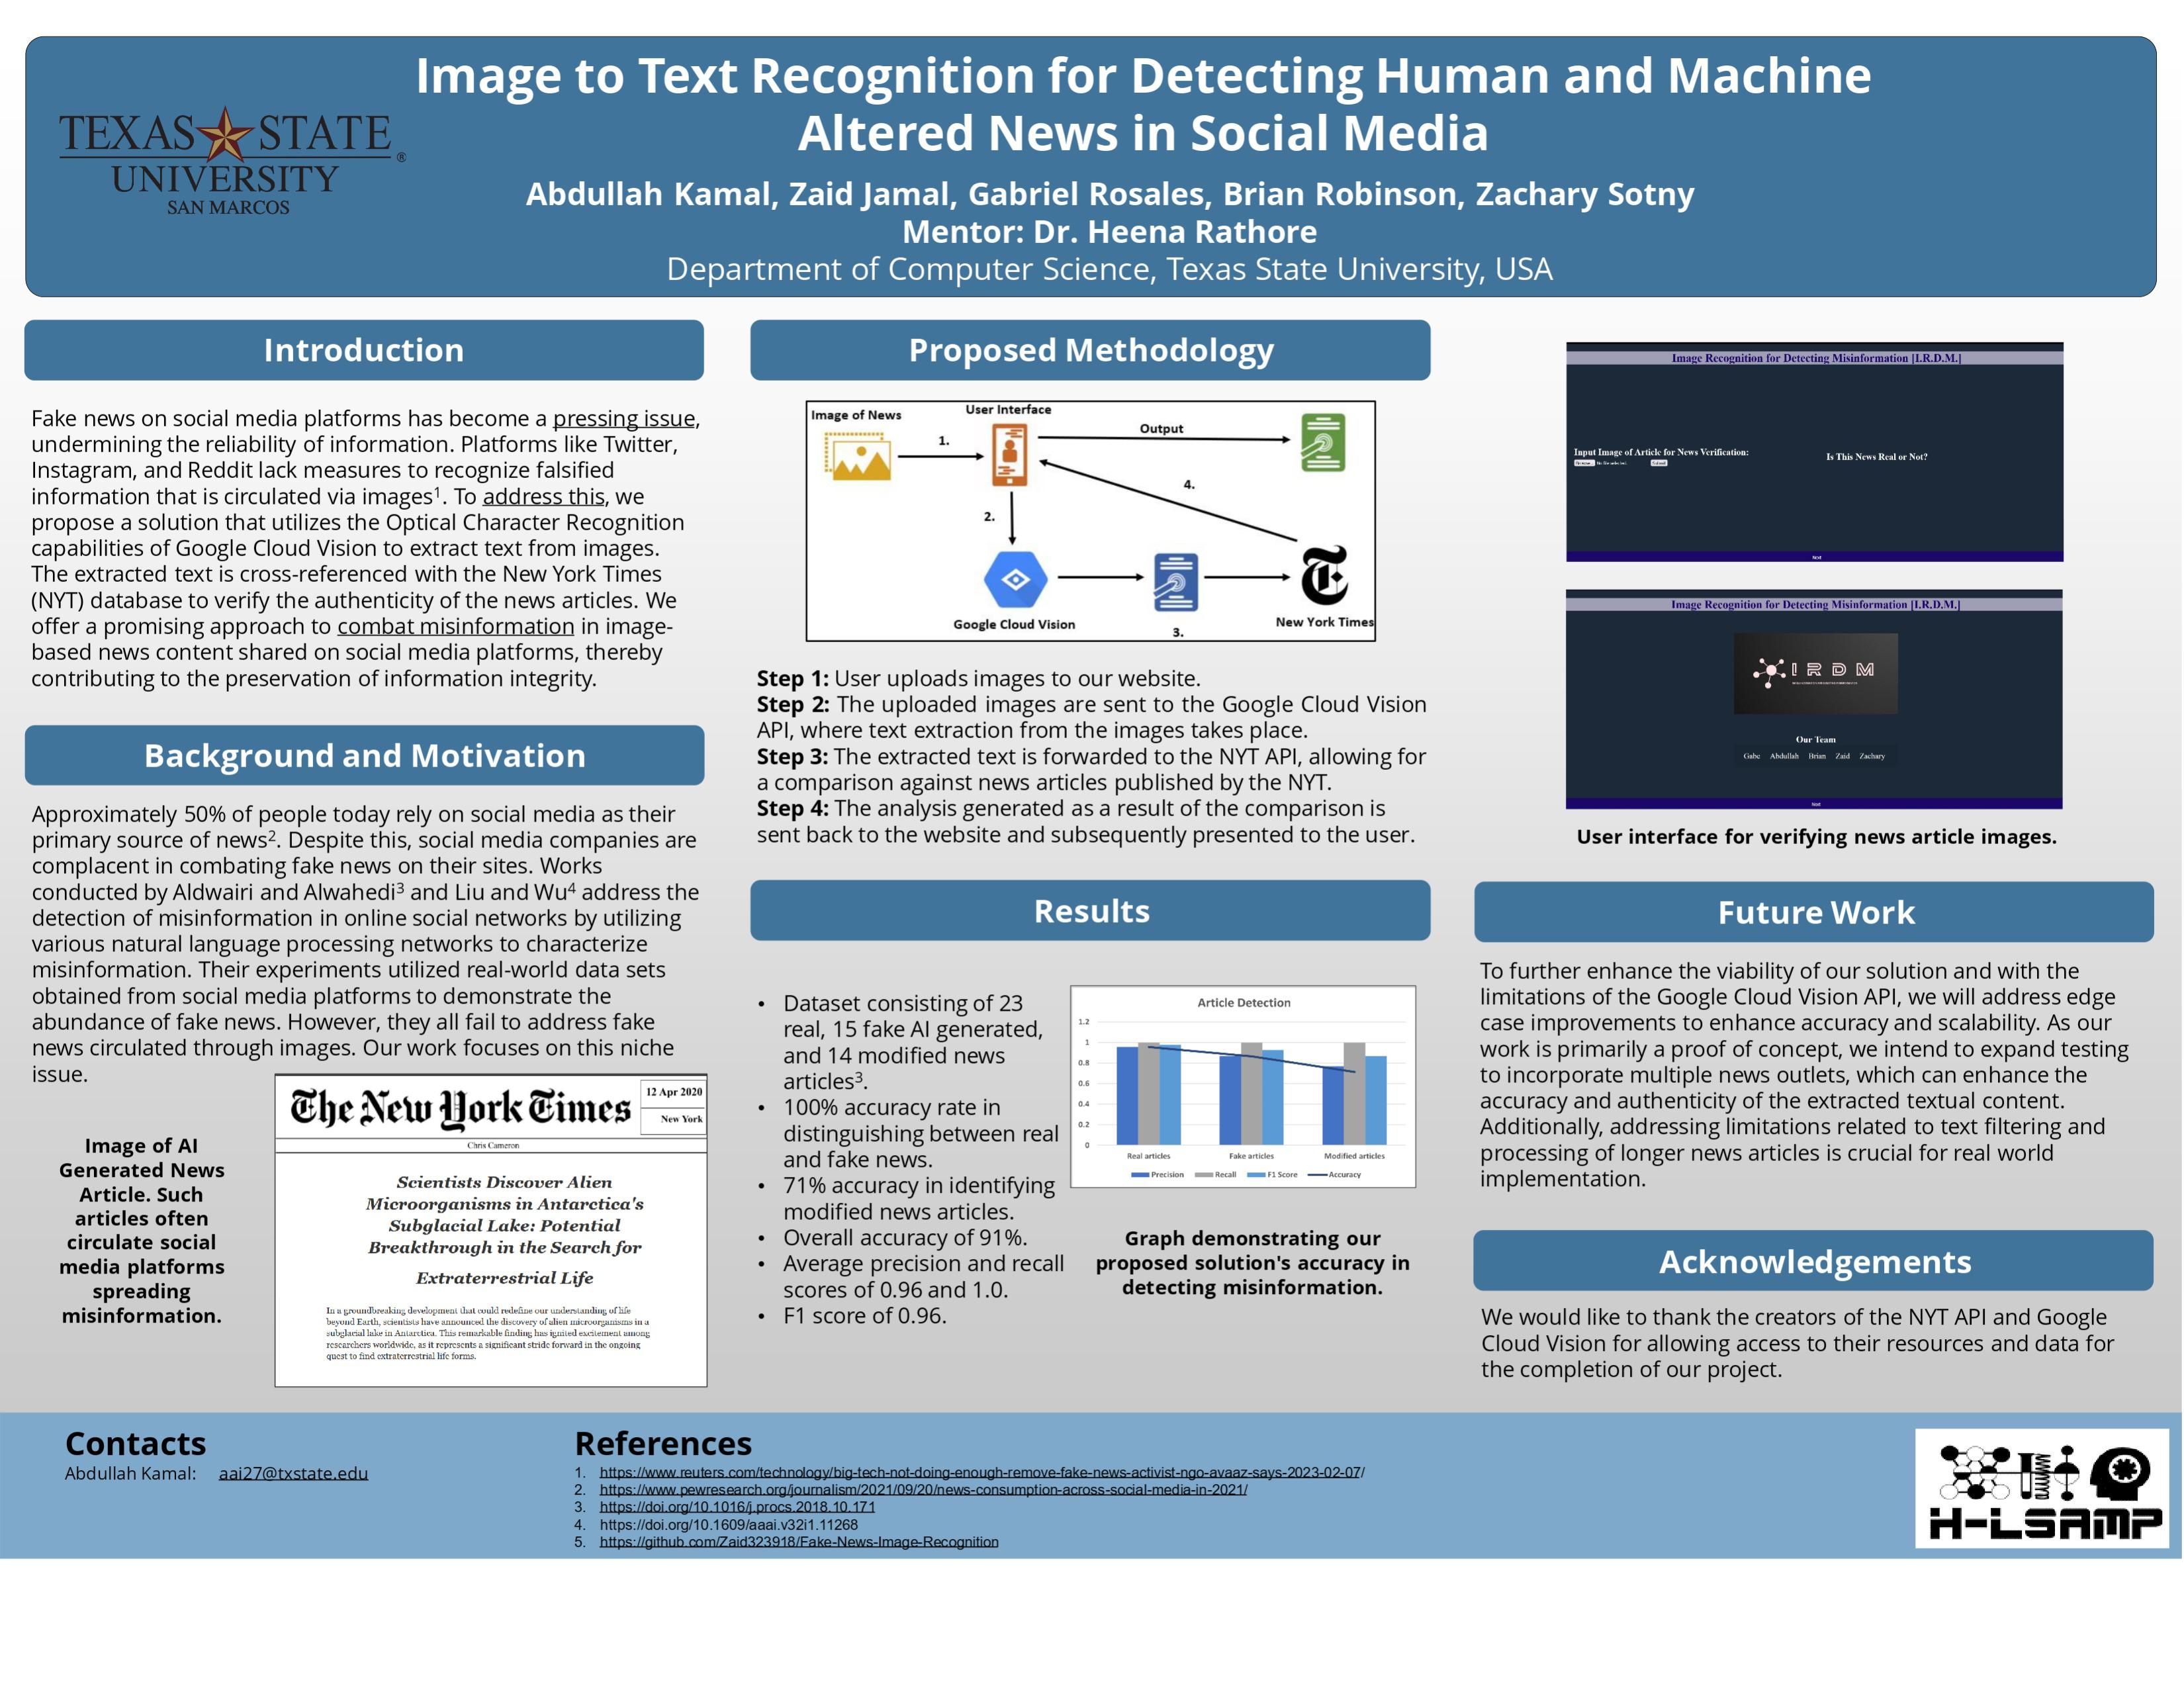 Image to Text Recognition for Detecting Human and Machine
Altered News in Social Media
TEXAS STATE
®
UNIVERSITY
SAN MARCOS
Abdullah Kamal, Zaid Jamal, Gabriel Rosales, Brian Robinson, Zachary Sotny
Mentor: Dr. Heena Rathore
Department of Computer Science, Texas State University, USA
Introduction
Fake news on social media platforms has become a pressing issue,
undermining the reliability of information. Platforms like Twitter,
Instagram, and Reddit lack measures to recognize falsified
information that is circulated via images¹. To address this, we
propose a solution that utilizes the Optical Character Recognition
capabilities of Google Cloud Vision to extract text from images.
The extracted text is cross-referenced with the New York Times
(NYT) database to verify the authenticity of the news articles. We
offer a promising approach to combat misinformation in image-
based news content shared on social media platforms, thereby
contributing to the preservation of information integrity.
Background and Motivation
Approximately 50% of people today rely on social media as their
primary source of news². Despite this, social media companies are
complacent in combating fake news on their sites. Works
conducted by Aldwairi and Alwahedi³ and Liu and Wu⁴ address the
detection of misinformation in online social networks by utilizing
various natural language processing networks to characterize
misinformation. Their experiments utilized real-world data sets
obtained from social media platforms to demonstrate the
abundance of fake news. However, they all fail to address fake
news circulated through images. Our work focuses on this niche
issue.
Image of AI
Generated News
Article. Such
articles often
circulate social
media platforms
spreading
misinformation.
The New York Times
12 Apr 2020
New York
Chris Cameron
Scientists Discover Alien
Microorganisms in Antarctica's
Subglacial Lake: Potential
Breakthrough in the Search for
Extraterrestrial Life
In a groundbreaking development that could redefine our understanding of life
beyond Earth, scientists have announced the discovery of alien microorganisms in a
subglacial lake in Antarctica. This remarkable finding has ignited excitement among
researchers worldwide, as it represents a significant stride forward in the ongoing
quest to find extraterrestrial life forms.
Proposed Methodology
Image of News
User Interface
1.
Output
2.
4.
Google Cloud Vision
3.
New York Times
Step 1: User uploads images to our website.
Step 2: The uploaded images are sent to the Google Cloud Vision
API, where text extraction from the images takes place.
Step 3: The extracted text is forwarded to the NYT API, allowing for
a comparison against news articles published by the NYT.
Step 4: The analysis generated as a result of the comparison is
sent back to the website and subsequently presented to the user.
Results
• Dataset consisting of 23
real, 15 fake AI generated,
and 14 modified news
articles³.
• 100% accuracy rate in
distinguishing between real
and fake news.
• 71% accuracy in identifying
modified news articles.
• Overall accuracy of 91%.
• Average precision and recall
scores of 0.96 and 1.0.
• F1 score of 0.96.
Article Detection
1.2
1
0.8
0.6
0.4
0.2
0
Real articles Fake articles Modified articles
Precision Recall F1 Score Accuracy
Graph demonstrating our
proposed solution's accuracy in
detecting misinformation.
Image Recognition for Detecting Misinformation [I.R.D.M.]
Input Image of Article for News Verification:
Is This News Real or Not?
Next
Image Recognition for Detecting Misinformation [I.R.D.M.]
IRDM
Our Team
Gabe Abdullah Brian Zaid Zachary
Next
User interface for verifying news article images.
Future Work
To further enhance the viability of our solution and with the
limitations of the Google Cloud Vision API, we will address edge
case improvements to enhance accuracy and scalability. As our
work is primarily a proof of concept, we intend to expand testing
to incorporate multiple news outlets, which can enhance the
accuracy and authenticity of the extracted textual content.
Additionally, addressing limitations related to text filtering and
processing of longer news articles is crucial for real world
implementation.
Acknowledgements
We would like to thank the creators of the NYT API and Google
Cloud Vision for allowing access to their resources and data for
the completion of our project.
Contacts
Abdullah Kamal: aai27@txstate.edu
References
1. https://www.reuters.com/technology/big-tech-not-doing-enough-remove-fake-news-activist-ngo-avaaz-says-2023-02-07/
2. https://www.pewresearch.org/journalism/2021/09/20/news-consumption-across-social-media-in-2021/
3. https://doi.org/10.1016/j.procs.2018.10.171
4. https://doi.org/10.1609/aaai.v32i1.11268
5. https://github.com/Zaid323918/Fake-News-Image-Recognition
H-LSAMP